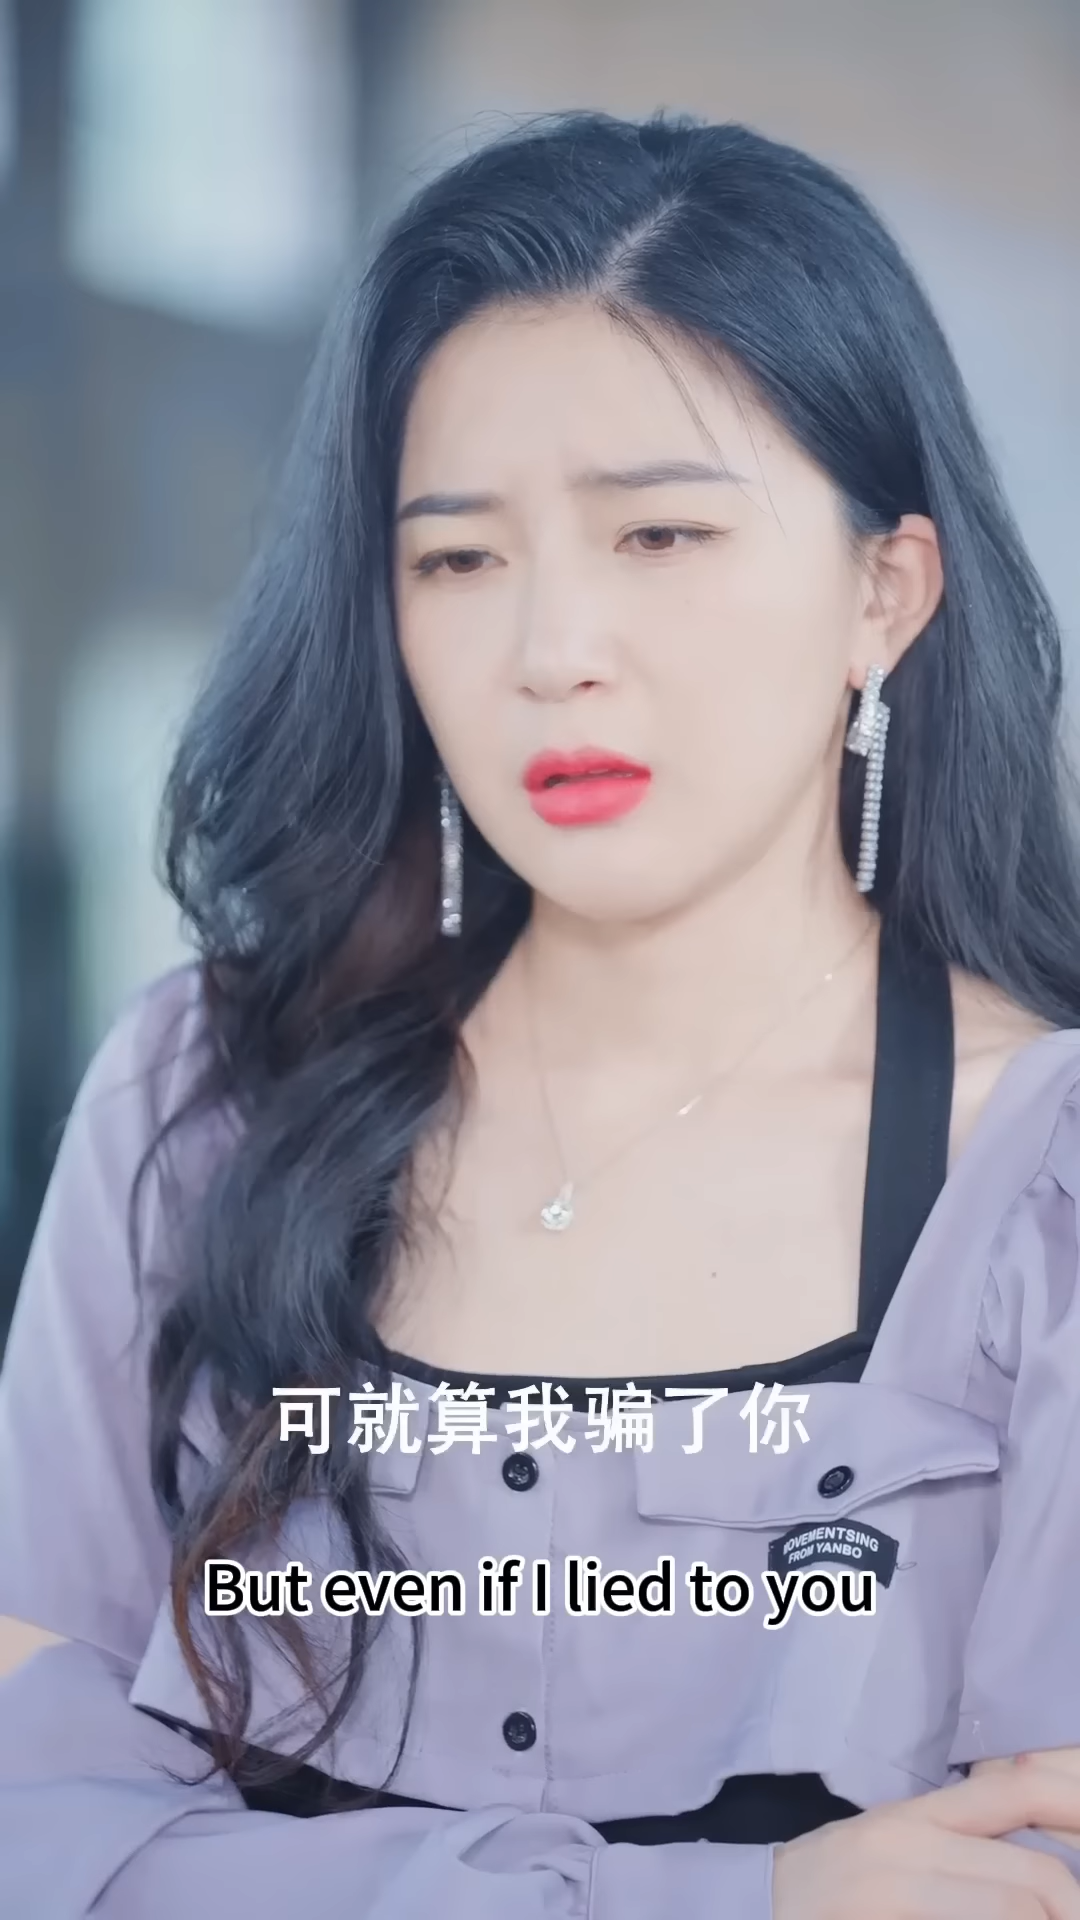 可就算我骗了你
MOVEMENTSING
FROM YANBO
But even if I lied to you